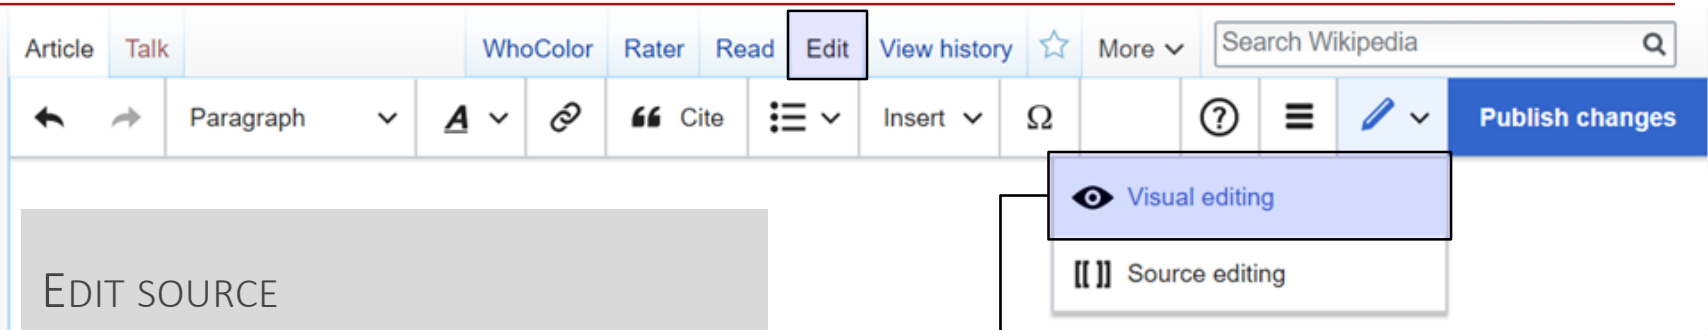 Article Talk WhoColor Rater Read Edit View history More Search Wikipedia
Paragraph A Cite Insert Ω ? Publish changes
Visual editing
[[ ]] Source editing
EDIT SOURCE